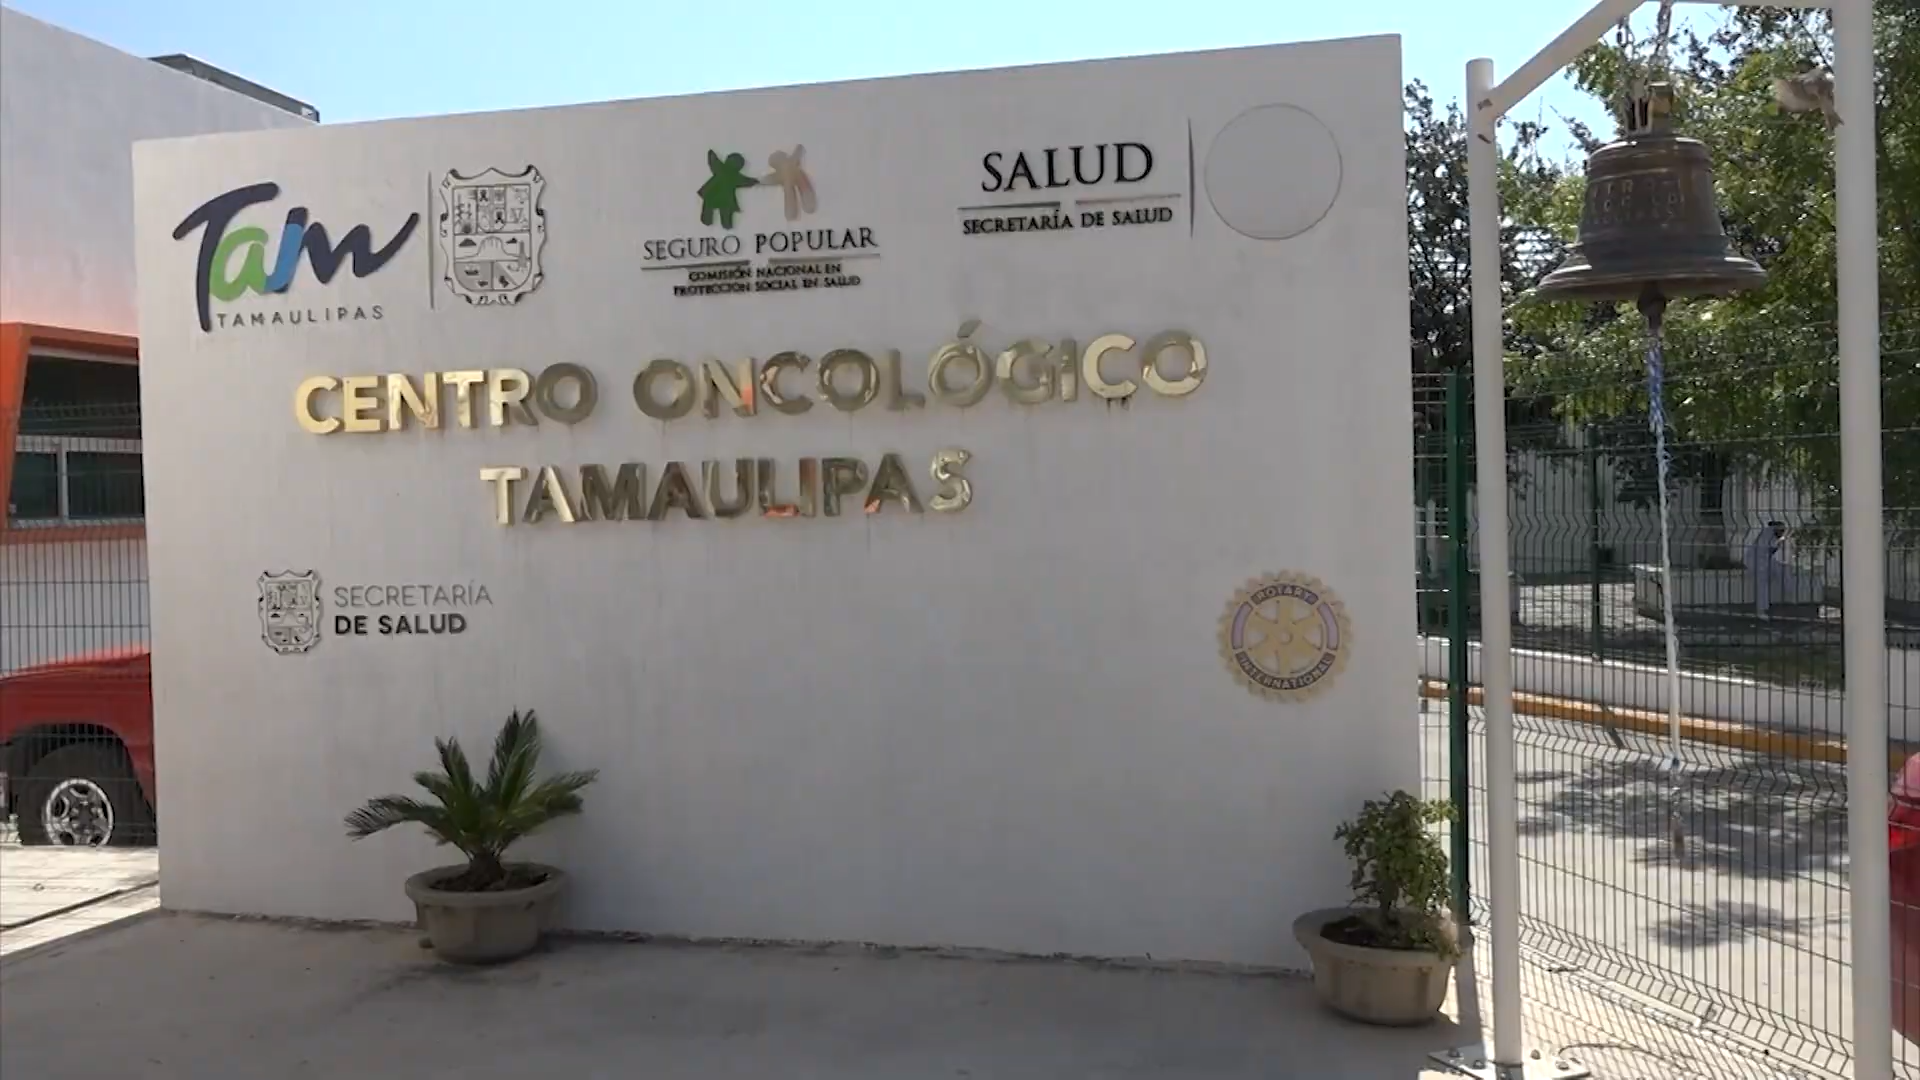 Tam
TAMAULIPAS
SEGURO POPULAR
COMISIÓN NACIONAL EN
PROTECCIÓN SOCIAL EN SALUD
SALUD
SECRETARÍA DE SALUD
CENTRO ONCOLÓGICO
TAMAULIPAS
SECRETARÍA
DE SALUD
ROTARY
INTERNATIONAL